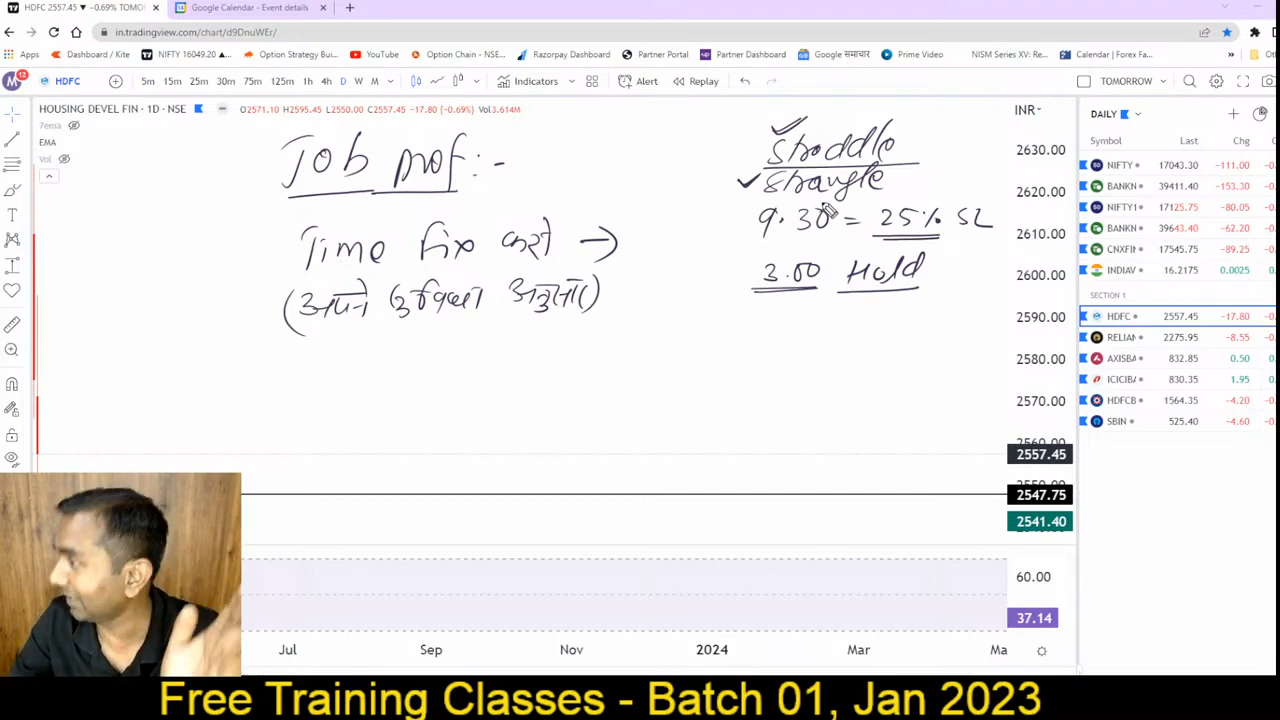 HDFC 2557.45 ▼ −0.69% TOMO
Google Calendar - Event details
in.tradingview.com/chart/d9DnuWEr/
Apps
Dashboard / Kite
NIFTY 16049.20 ▲...
Option Strategy Bui...
YouTube
Option Chain - NSE...
Razorpay Dashboard
Partner Portal
Partner Dashboard
Google समाचार
Prime Video
NISM Series XV: Re...
Calendar | Forex Fa...
M 12
HDFC
5m 15m 25m 30m 75m 125m 1h 4h D W M
Indicators
Alert
Replay
TOMORROW
HOUSING DEVEL FIN · 1D · NSE
O2571.10 H2595.45 L2550.00 C2557.45 -17.80 (-0.69%) Vol3.614M
7ema
EMA
Vol
INR
Job prof:-
Time fix करो →
(अपने अनुसार)
Straddle
Strangle
9.30 = 25% SL
3.00 Hold
2630.00
2620.00
2610.00
2600.00
2590.00
2580.00
2570.00
2560.00
2557.45
2547.75
2541.40
60.00
37.14
Jul Sep Nov 2024 Mar Ma
DAILY
Symbol Last Chg
NIFTY 17043.30 -111.00
BANKN 39411.40 -153.30
NIFTY1 17125.75 -80.05
BANKN 39643.40 -62.20
CNXFIN 17545.75 -89.25
INDIAV 16.2175 0.0025
SECTION 1
HDFC 2557.45 -17.80
RELIAN 2275.95 -8.55
AXISBA 832.85 0.50
ICICIBA 830.35 1.95
HDFCB 1564.35 -4.20
SBIN 525.40 -4.60
Free Training Classes - Batch 01, Jan 2023